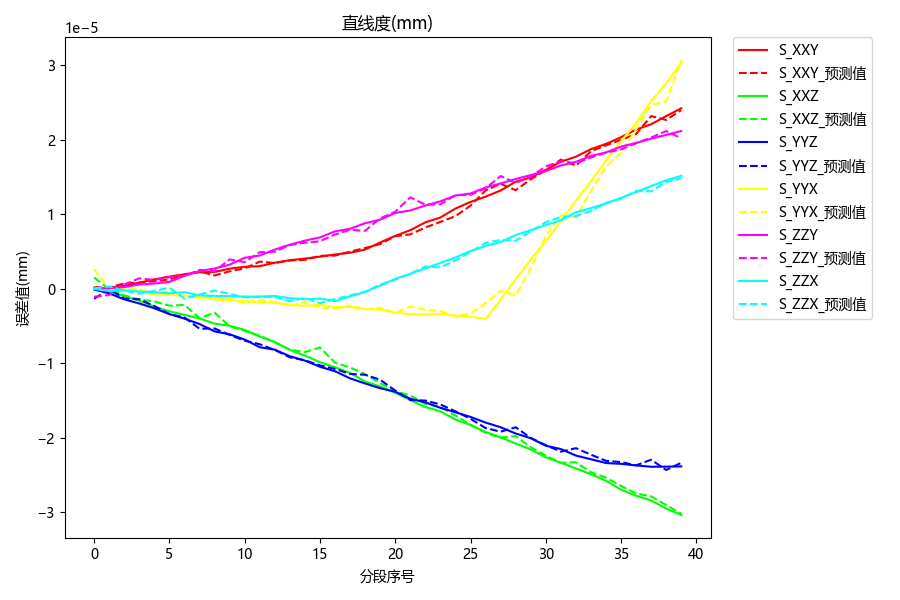 直线度(mm)
1e−5
3
2
1
0
−1
−2
−3
误差值(mm)
0
5
10
15
20
25
30
35
40
分段序号
S_XXY
S_XXY_预测值
S_XXZ
S_XXZ_预测值
S_YYZ
S_YYZ_预测值
S_YYX
S_YYX_预测值
S_ZZY
S_ZZY_预测值
S_ZZX
S_ZZX_预测值